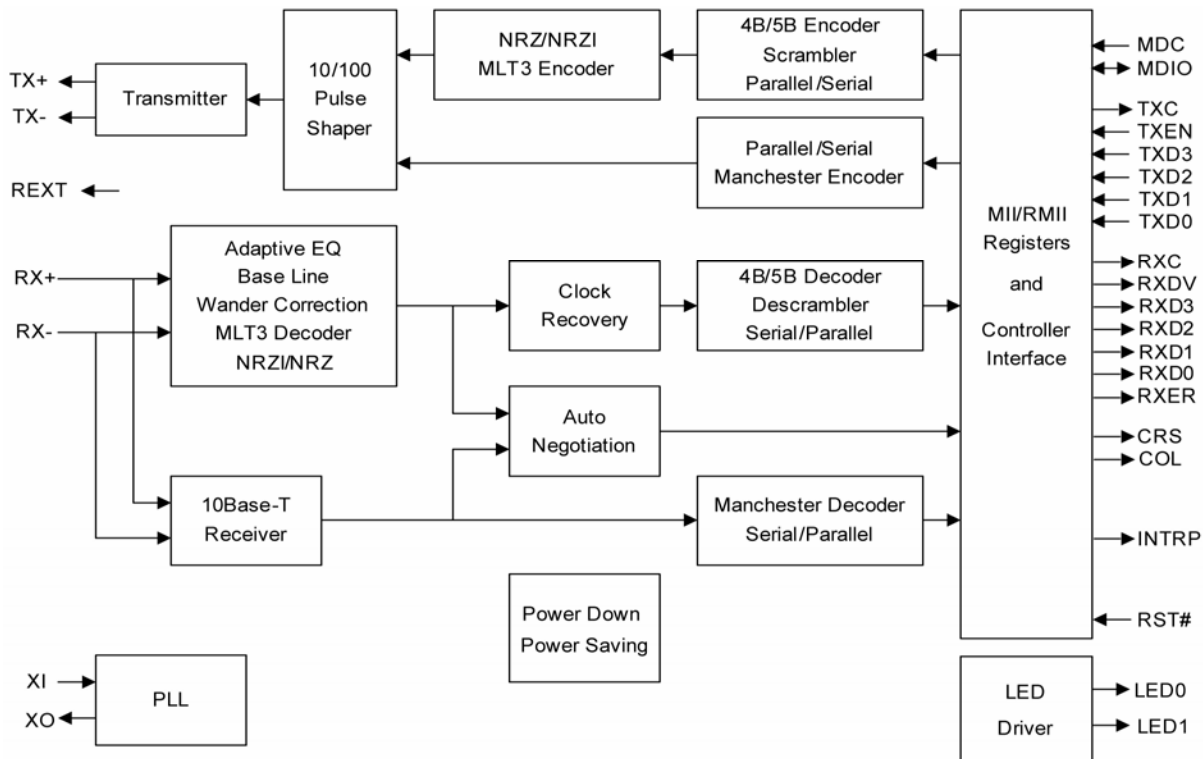 NRZ/NRZI
MLT3 Encoder
4B/5B Encoder
Scrambler
Parallel/Serial
10/100
Pulse
Shaper
Transmitter
TX+
TX-
REXT
Parallel/Serial
Manchester Encoder
MDC
MDIO
TXC
TXEN
TXD3
TXD2
TXD1
TXD0
MII/RMII
Registers
and
Controller
Interface
RX+
RX-
Adaptive EQ
Base Line
Wander Correction
MLT3 Decoder
NRZI/NRZ
Clock
Recovery
4B/5B Decoder
Descrambler
Serial/Parallel
RXC
RXDV
RXD3
RXD2
RXD1
RXD0
RXER
CRS
COL
Auto
Negotiation
10Base-T
Receiver
Manchester Decoder
Serial/Parallel
INTRP
RST#
Power Down
Power Saving
XI
XO
PLL
LED
Driver
LED0
LED1